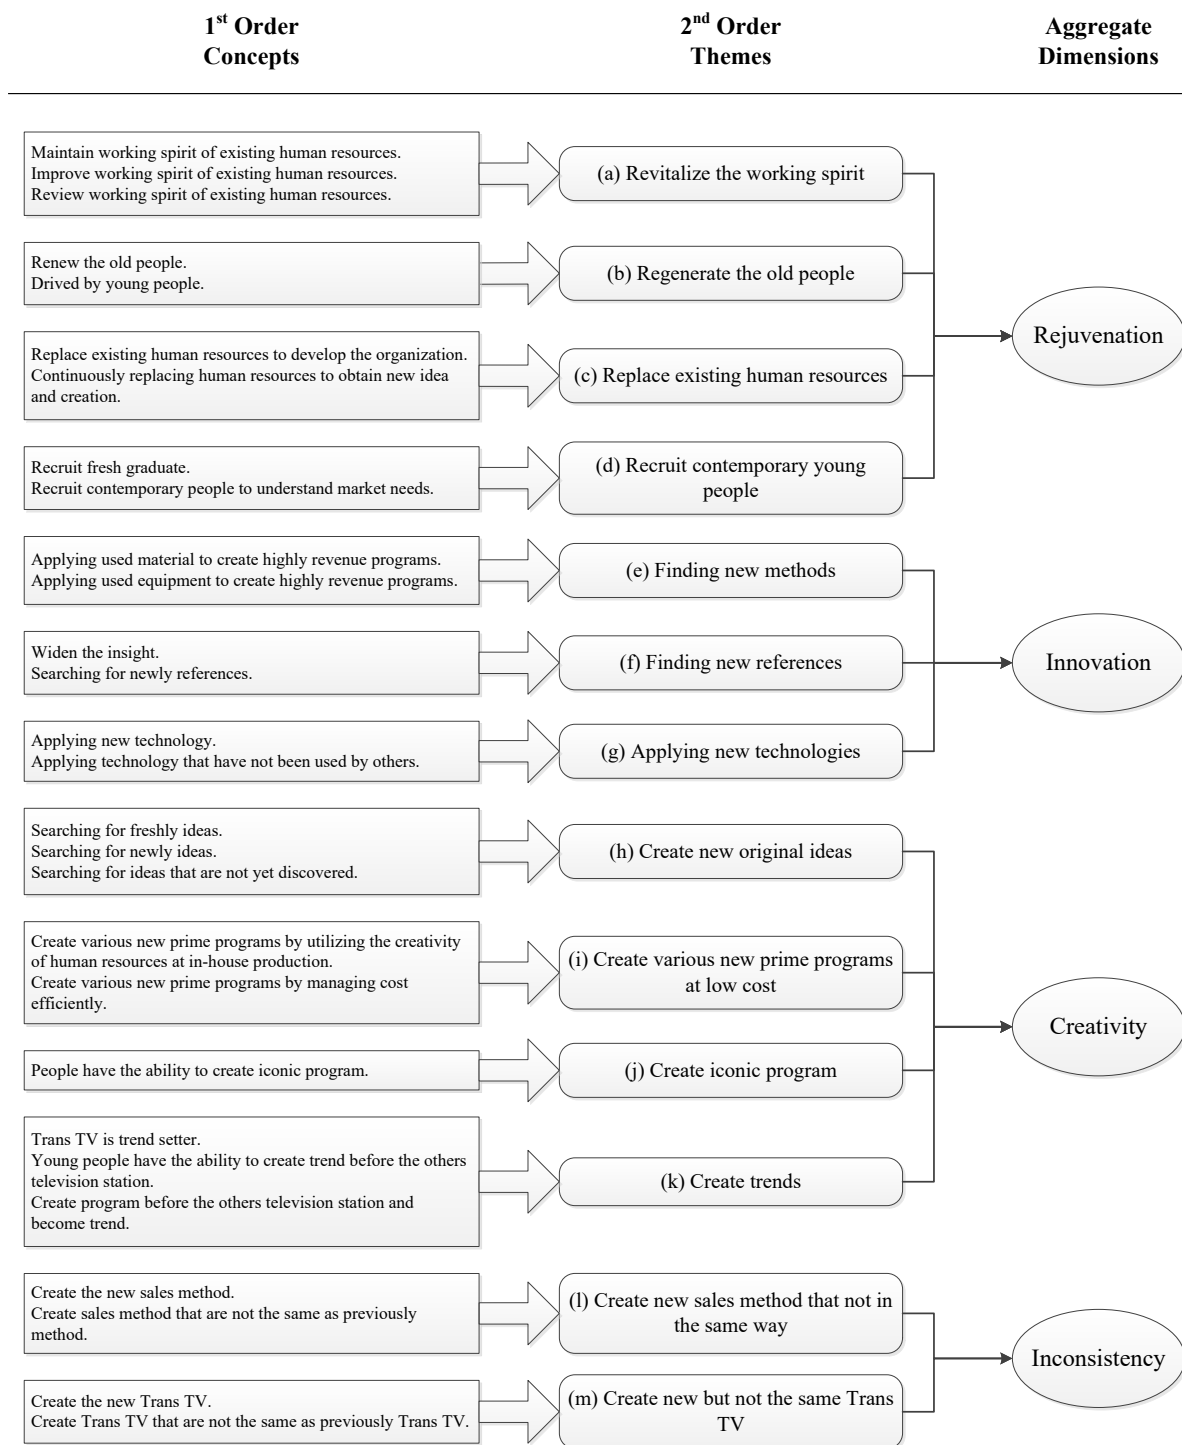 1st Order
Concepts
2nd Order
Themes
Aggregate
Dimensions
Maintain working spirit of existing human resources.
Improve working spirit of existing human resources.
Review working spirit of existing human resources.
(a) Revitalize the working spirit
Renew the old people.
Drived by young people.
(b) Regenerate the old people
Rejuvenation
Replace existing human resources to develop the organization.
Continuously replacing human resources to obtain new idea
and creation.
(c) Replace existing human resources
Recruit fresh graduate.
Recruit contemporary people to understand market needs.
(d) Recruit contemporary young
people
Applying used material to create highly revenue programs.
Applying used equipment to create highly revenue programs.
(e) Finding new methods
Widen the insight.
Searching for newly references.
(f) Finding new references
Innovation
Applying new technology.
Applying technology that have not been used by others.
(g) Applying new technologies
Searching for freshly ideas.
Searching for newly ideas.
Searching for ideas that are not yet discovered.
(h) Create new original ideas
Create various new prime programs by utilizing the creativity
of human resources at in-house production.
Create various new prime programs by managing cost
efficiently.
(i) Create various new prime programs
at low cost
Creativity
People have the ability to create iconic program.
(j) Create iconic program
Trans TV is trend setter.
Young people have the ability to create trend before the others
television station.
Create program before the others television station and
become trend.
(k) Create trends
Create the new sales method.
Create sales method that are not the same as previously
method.
(l) Create new sales method that not in
the same way
Inconsistency
Create the new Trans TV.
Create Trans TV that are not the same as previously Trans TV.
(m) Create new but not the same Trans
TV